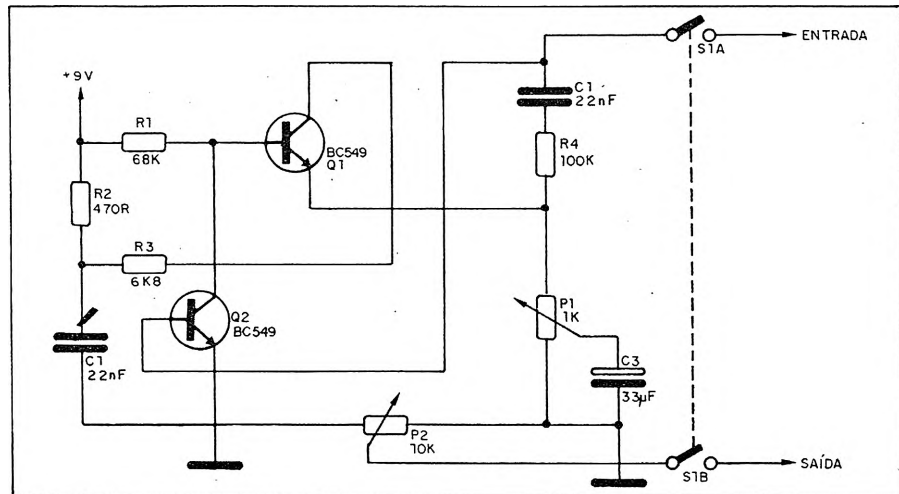 S1A
ENTRADA
+9V
C1
22nF
R1
68K
BC549
Q1
R4
100K
R2
470R
R3
6K8
Q2
BC549
P1
1K
C1
22nF
C3
33µF
P2
10K
S1B
SAÍDA